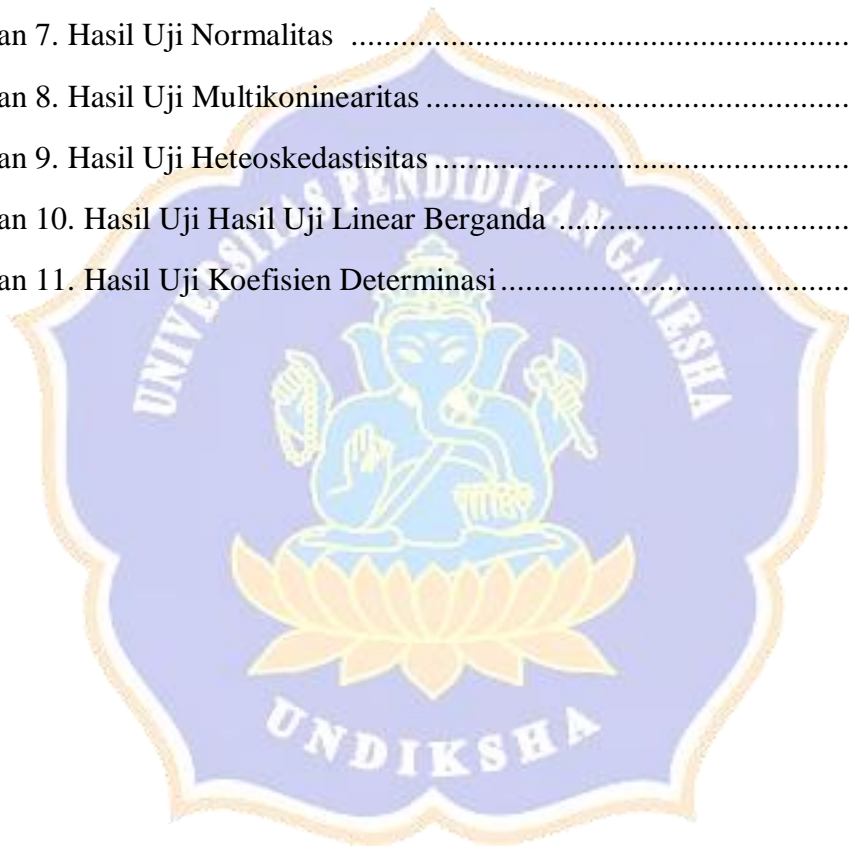 an 7. Hasil Uji Normalitas ................................................................
an 8. Hasil Uji Multikoninearitas ......................................................
an 9. Hasil Uji Heteoskedastisitas .....................................................
an 10. Hasil Uji Hasil Uji Linear Berganda .....................................
an 11. Hasil Uji Koefisien Determinasi ............................................
UNIVERSITAS PENDIDIKAN GANESHA
UNDIKSHA